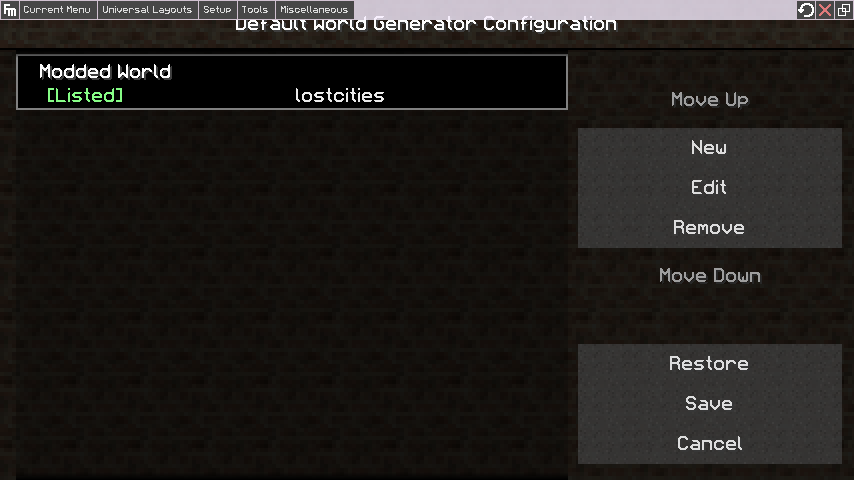 Fm Current Menu Universal Layouts Setup Tools Miscellaneous
Default World Generator Configuration
Modded World
[Listed] lostcities
Move Up
New
Edit
Remove
Move Down
Restore
Save
Cancel